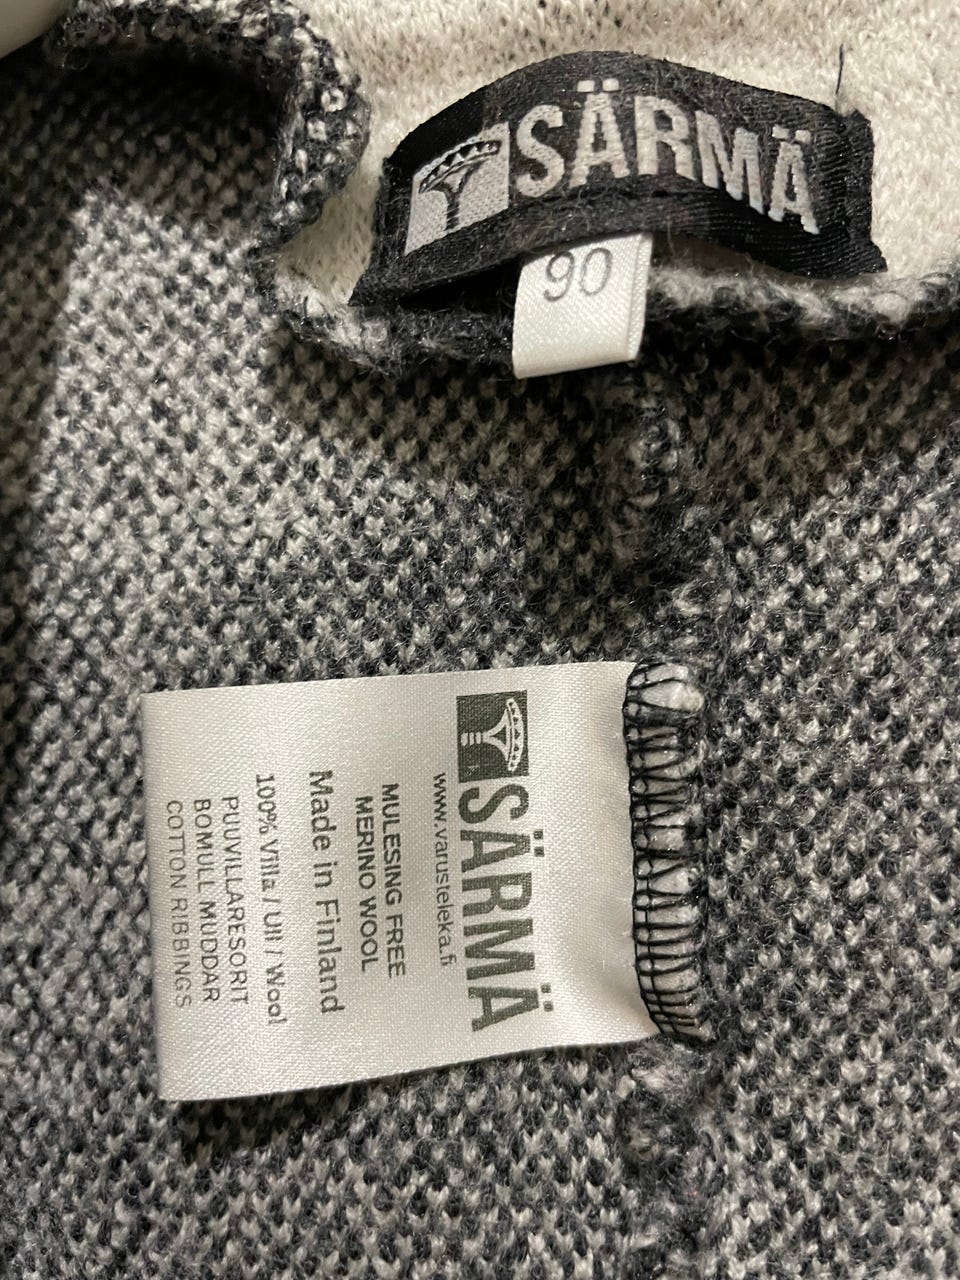 SÄRMÄ
90
SÄRMÄ
www.varusteleka.fi
MULESING FREE
MERINO WOOL
Made in Finland
100% Villa / Ull / Wool
PUUVILLARESORIT
BOMULL MUDDAR
COTTON RIBBINGS